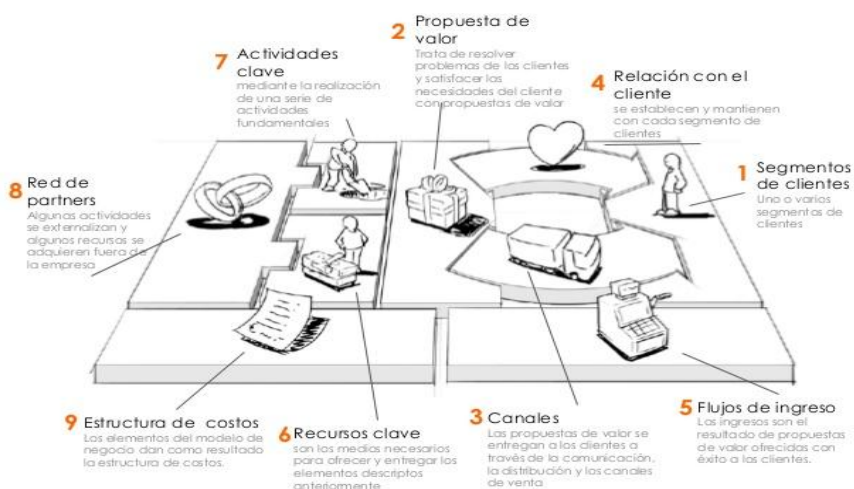 2 Propuesta de
valor
Trata de resolver
problemas de los clientes
y satisfacer las
necesidades del cliente
con propuestas de valor
7 Actividades
clave
mediante la realización
de una serie de
actividades
fundamentales
4 Relación con el
cliente
se establecen y mantienen
con cada segmento de
clientes
8 Red de
partners
Algunas actividades
se externalizan y
algunos recursos se
adquieren fuera de
la empresa
1 Segmentos
de clientes
Uno o varios
segmentos de
clientes
9 Estructura de costos
Los elementos del modelo de
negocio dan como resultado
la estructura de costos.
6 Recursos clave
son los medios necesarios
para ofrecer y entregar los
elementos descriptos
anteriormente
3 Canales
Las propuestas de valor se
entregan a los clientes a
través de la comunicación,
la distribución y los canales
de venta
5 Flujos de ingreso
Los ingresos son el
resultado de propuestas
de valor ofrecidas con
éxito a los clientes.